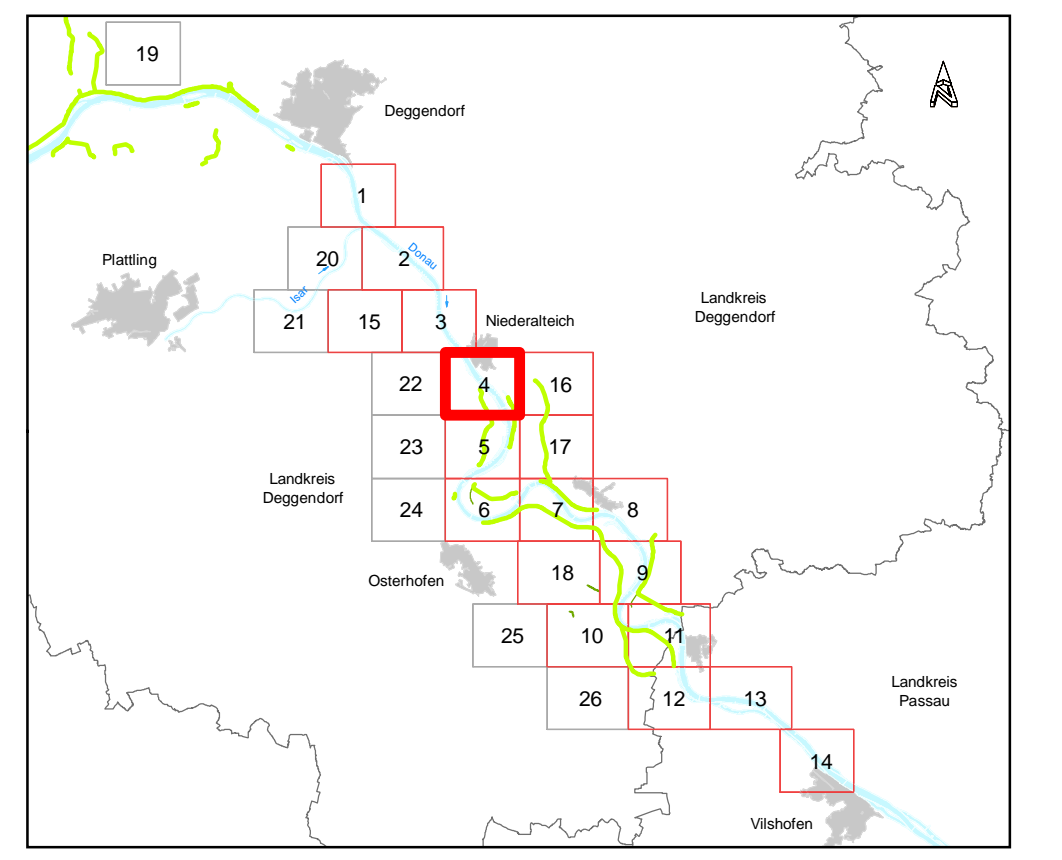 19
Deggendorf
N
1
Plattling
20
2
Donau
Isar
Landkreis
Deggendorf
21
15
3
Niederalteich
22
4
16
23
5
17
Landkreis
Deggendorf
24
6
7
8
Osterhofen
18
9
25
10
11
Landkreis
Passau
26
12
13
14
Vilshofen